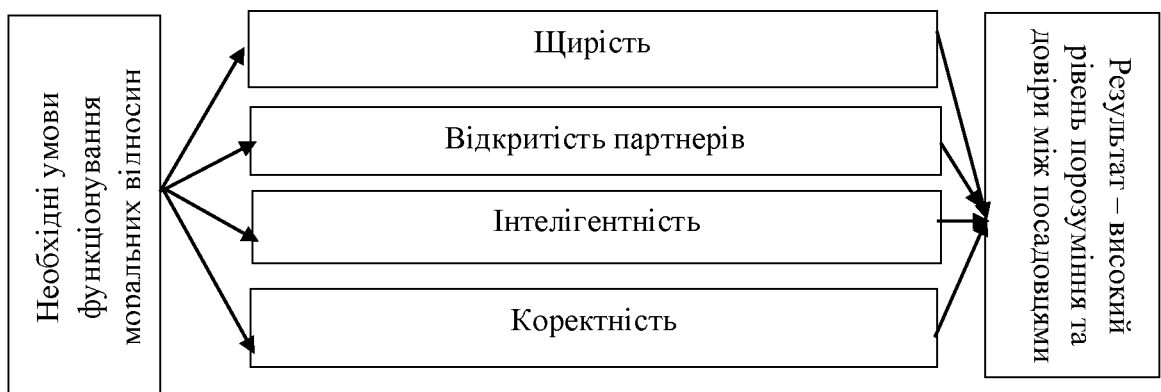 Необхідні умови
функціонування
моральних відносин
Щирість
Відкритість партнерів
Інтелігентність
Коректність
Результат – високий
рівень порозуміння та
довіри між посадовцями